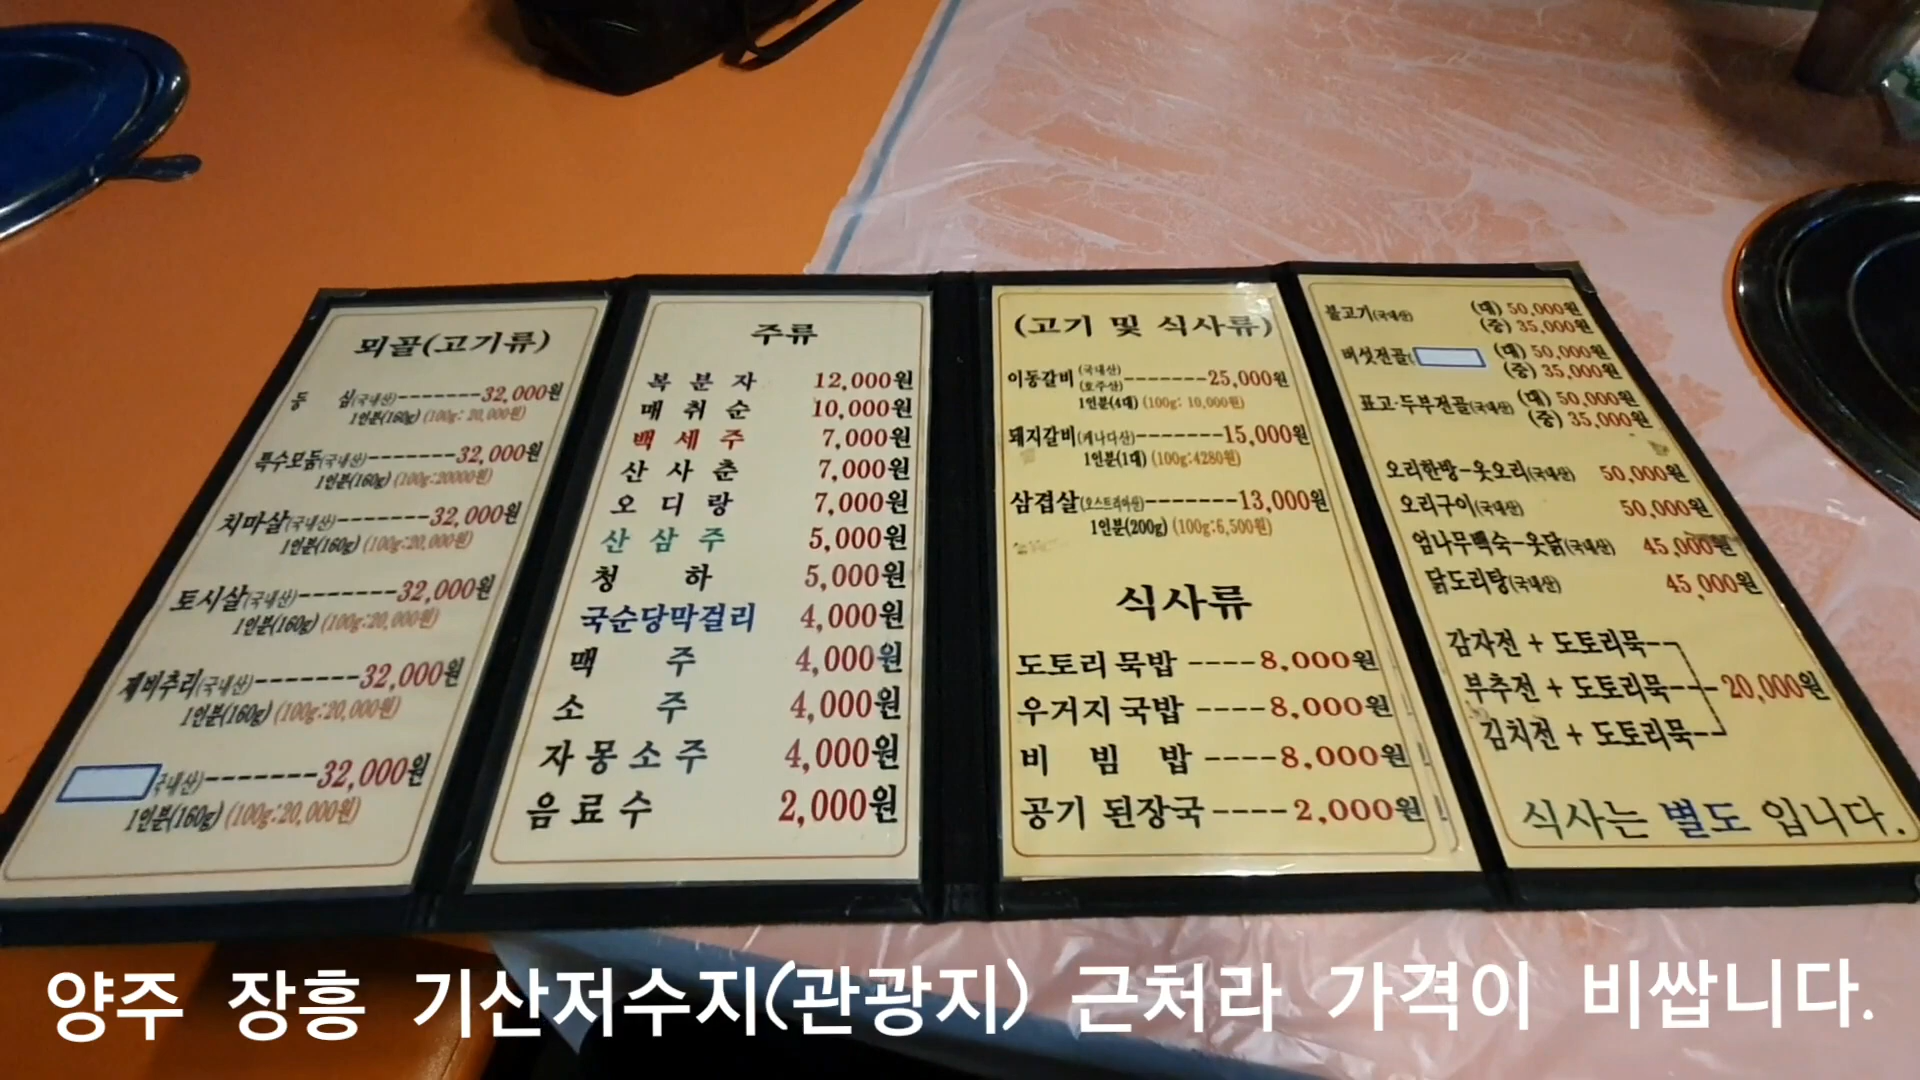 뫼골(고기류)
등 심(국내산)-------32,000원
1인분(160g) (100g: 20,000원)
특수모듬(국내산)-------32,000원
1인분(160g) (100g:20000원)
치마살(국내산)-------32,000원
1인분(160g) (100g:20,000원)
토시살(국내산)-------32,000원
1인분(160g) (100g:20,000원)
제비추리(국내산)-------32,000원
1인분(160g) (100g:20,000원)
국내산)-------32,000원
1인분(160g) (100g:20,000원)
주류
복 분 자 12,000원
매 취 순 10,000원
백 세 주 7,000원
산 사 춘 7,000원
오 디 랑 7,000원
산 삼 주 5,000원
청 하 5,000원
국순당막걸리 4,000원
맥 주 4,000원
소 주 4,000원
자 몽 소 주 4,000원
음 료 수 2,000원
(고기 및 식사류)
이동갈비 (국내산) (호주산)-------25,000원
1인분(4대) (100g: 10,000원)
돼지갈비(캐나다산)-------15,000원
1인분(1대) (100g:4280원)
삼겹살(오스트리아산)-------13,000원
1인분(200g) (100g:6,500원)
식사류
도토리 묵밥 ----8,000원
우거지 국밥 ----8,000원
비 빔 밥 ----8,000원
공기 된장국 ----2,000원
불고기(국내산) (대) 50,000원
(중) 35,000원
버섯전골( (대) 50,000원
(중) 35,000원
표고·두부전골(국내산) (대) 50,000원
(중) 35,000원
오리한방-옻오리(국내산) 50,000원
오리구이(국내산) 50,000원
엄나무백숙-옻닭(국내산) 45,000원
닭도리탕(국내산) 45,000원
감자전 + 도토리묵--
부추전 + 도토리묵----20,000원
김치전 + 도토리묵--
식사는 별도 입니다.
양주 장흥 기산저수지(관광지) 근처라 가격이 비쌉니다.